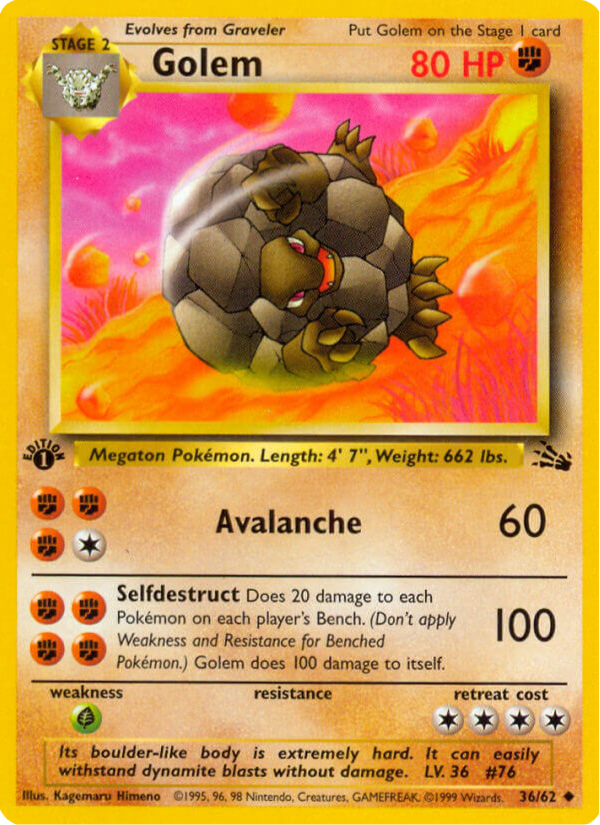 Evolves from Graveler
Put Golem on the Stage 1 card
STAGE 2
Golem
80 HP
EDITION
1
Megaton Pokémon. Length: 4' 7", Weight: 662 lbs.
Avalanche
60
Selfdestruct Does 20 damage to each
Pokémon on each player's Bench. (Don't apply
Weakness and Resistance for Benched
Pokémon.) Golem does 100 damage to itself.
100
weakness
resistance
retreat cost
Its boulder-like body is extremely hard. It can easily
withstand dynamite blasts without damage. LV. 36 #76
Illus. Kagemaru Himeno ©1995, 96, 98 Nintendo, Creatures, GAMEFREAK. ©1999 Wizards. 36/62